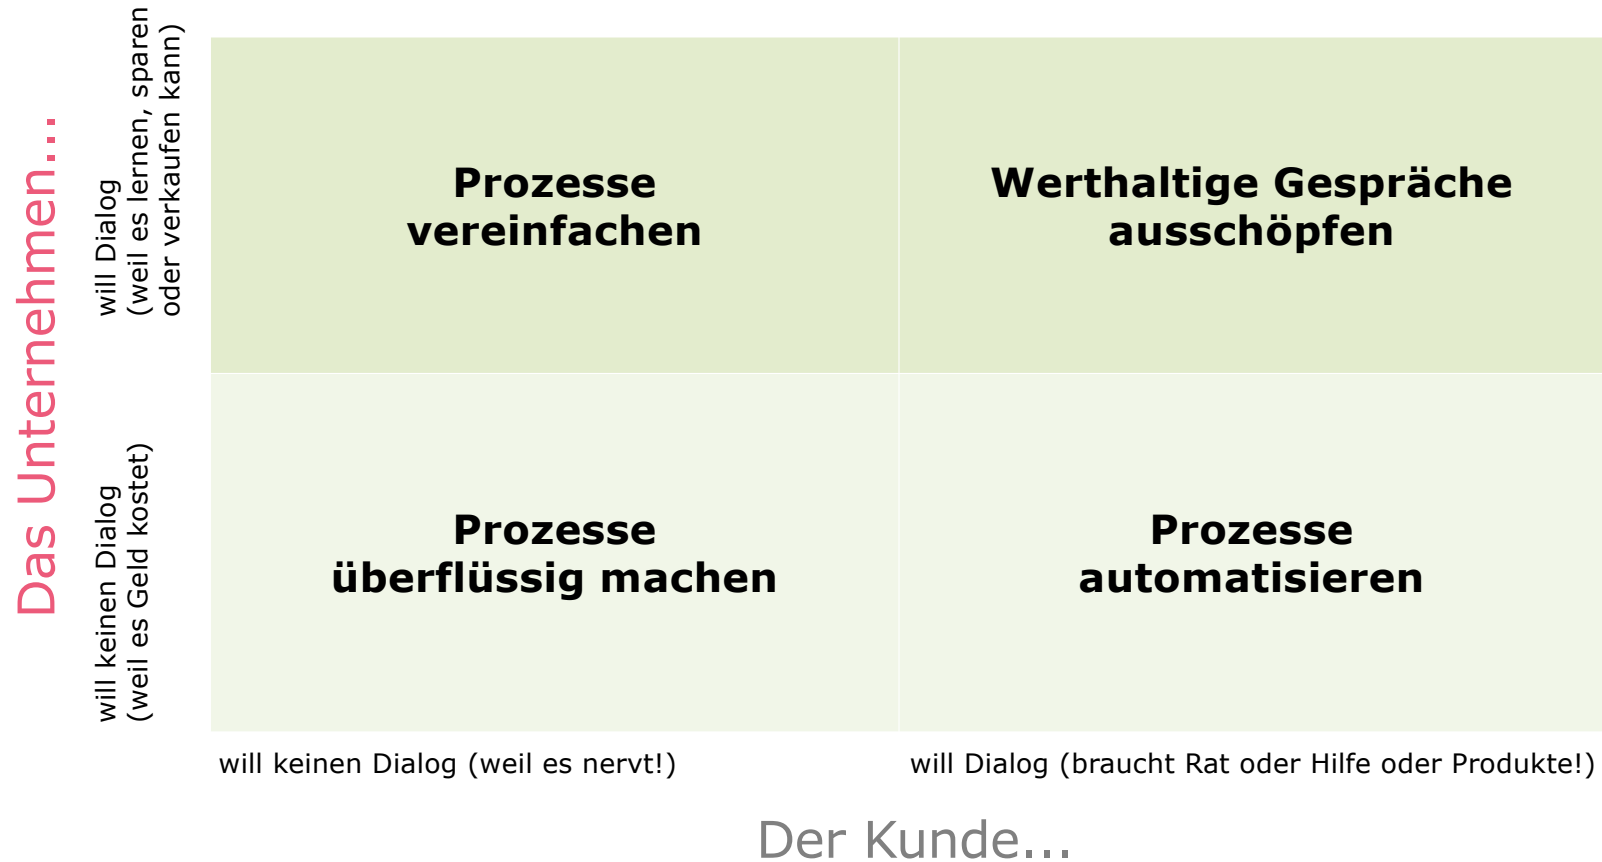 Das Unternehmen...
will Dialog
(weil es lernen, sparen
oder verkaufen kann)
Prozesse
vereinfachen
Werthaltige Gespräche
ausschöpfen
will keinen Dialog
(weil es Geld kostet)
Prozesse
überflüssig machen
Prozesse
automatisieren
will keinen Dialog (weil es nervt!)
will Dialog (braucht Rat oder Hilfe oder Produkte!)
Der Kunde...